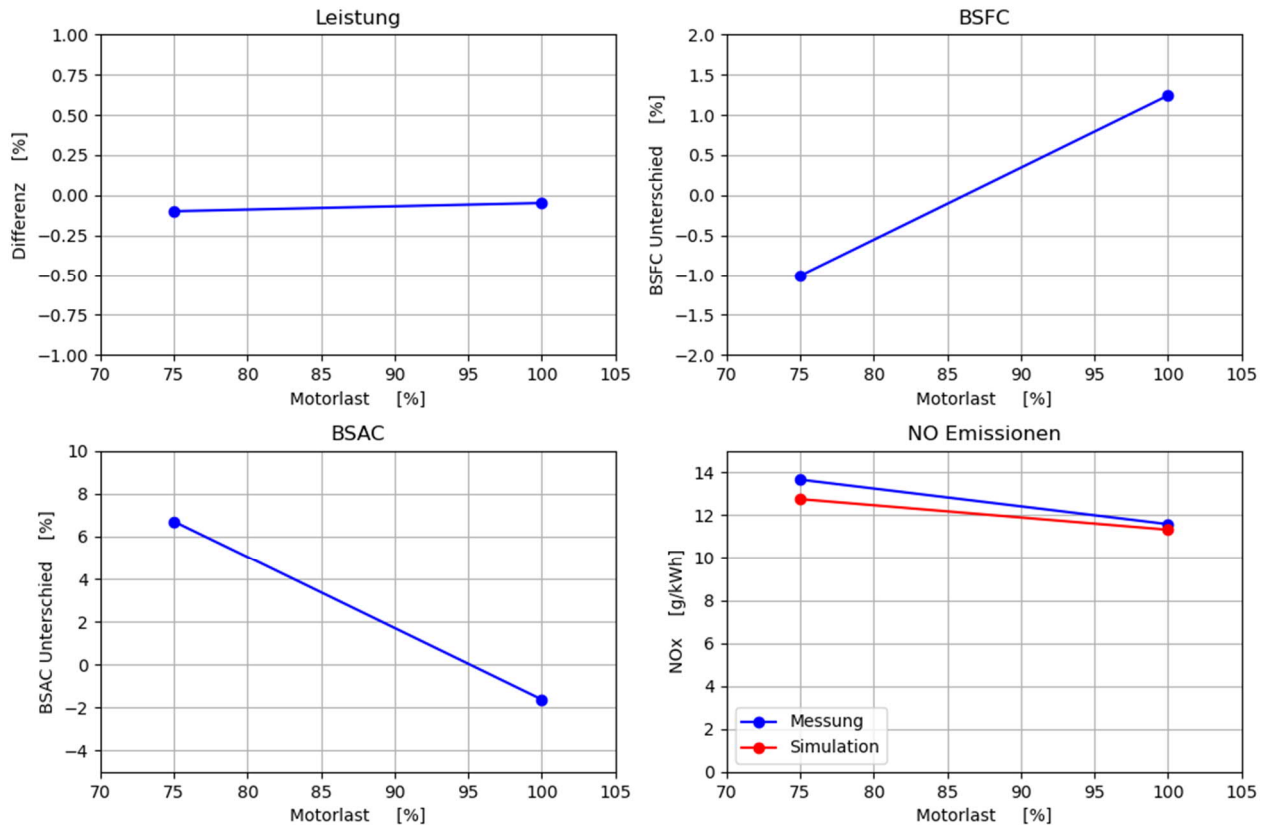 Leistung
1.00
0.75
0.50
0.25
0.00
−0.25
−0.50
−0.75
−1.00
Differenz [%]
70 75 80 85 90 95 100 105
Motorlast [%]
BSFC
2.0
1.5
1.0
0.5
0.0
−0.5
−1.0
−1.5
−2.0
BSFC Unterschied [%]
70 75 80 85 90 95 100 105
Motorlast [%]
BSAC
10
8
6
4
2
0
−2
−4
BSAC Unterschied [%]
70 75 80 85 90 95 100 105
Motorlast [%]
NO Emissionen
14
12
10
8
6
4
2
0
NOx [g/kWh]
Messung
Simulation
70 75 80 85 90 95 100 105
Motorlast [%]